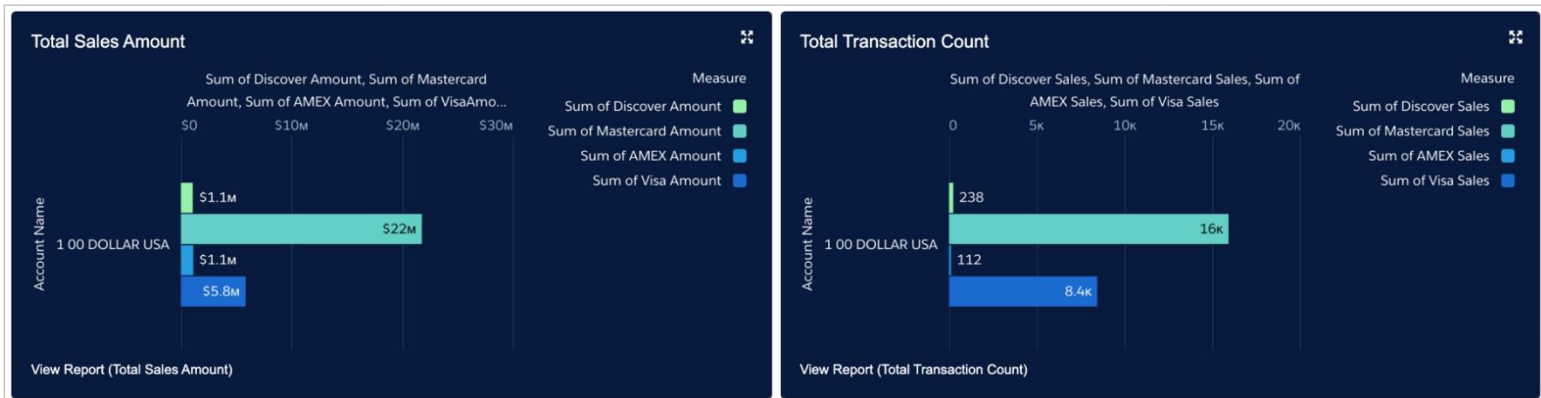 Total Sales Amount
Sum of Discover Amount, Sum of Mastercard
Amount, Sum of AMEX Amount, Sum of VisaAmo...
$0 $10M $20M $30M
Measure
Sum of Discover Amount
Sum of Mastercard Amount
Sum of AMEX Amount
Sum of Visa Amount
Account Name
1 00 DOLLAR USA
$1.1M
$22M
$1.1M
$5.8M
View Report (Total Sales Amount)
Total Transaction Count
Sum of Discover Sales, Sum of Mastercard Sales, Sum of
AMEX Sales, Sum of Visa Sales
0 5K 10K 15K 20K
Measure
Sum of Discover Sales
Sum of Mastercard Sales
Sum of AMEX Sales
Sum of Visa Sales
Account Name
1 00 DOLLAR USA
238
16K
112
8.4K
View Report (Total Transaction Count)